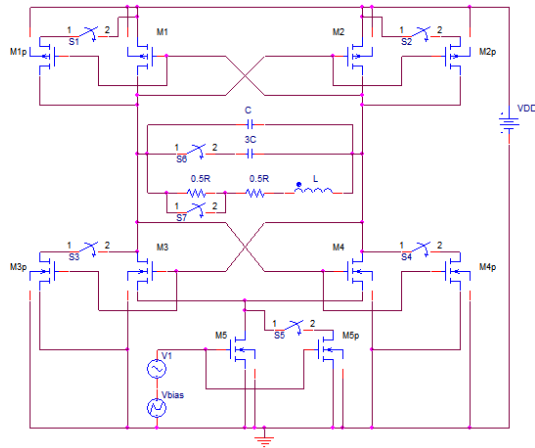 M1p
1
2
S1
M1
M2
1
2
S2
M2p
VDD
C
1
2
S6
3C
0.5R
0.5R
L
1
2
S7
M3p
1
2
S3
M3
M4
1
2
S4
M4p
M5
1
2
S5
M5p
V1
Vbias